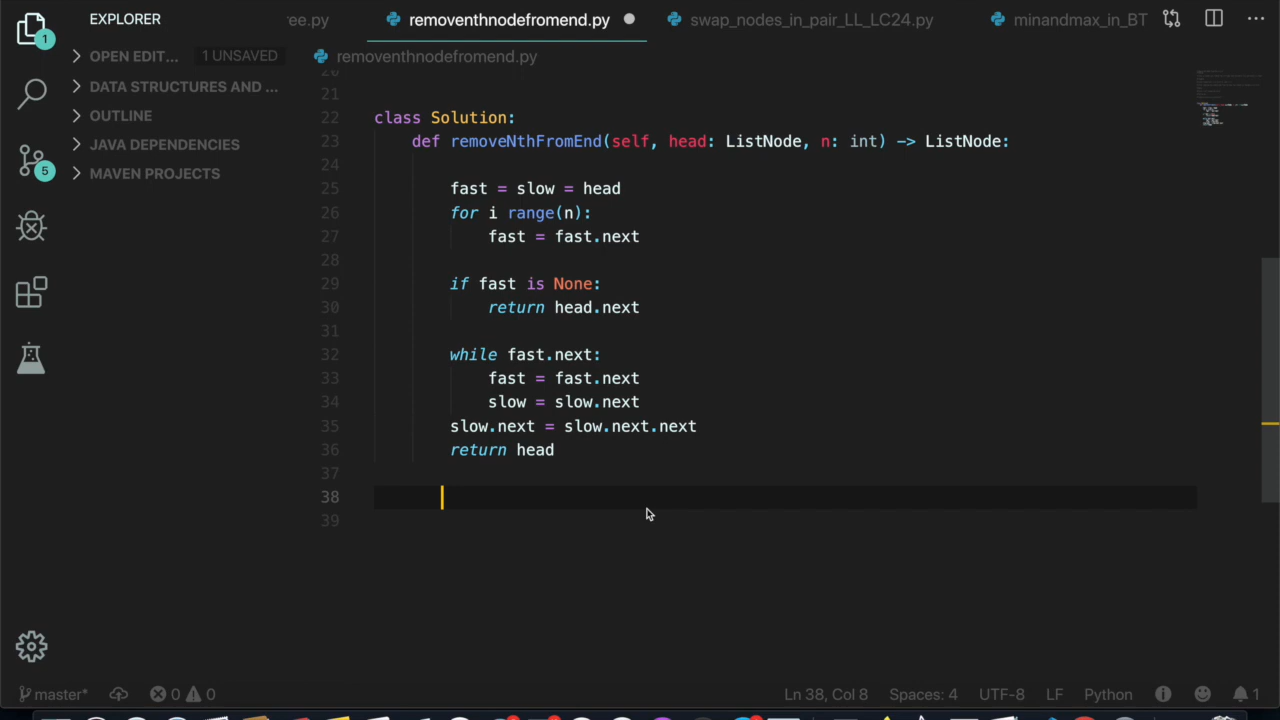 EXPLORER
ree.py
removenthnodefromend.py
swap_nodes_in_pair_LL_LC24.py
minandmax_in_BT
1
OPEN EDIT... 1 UNSAVED
removenthnodefromend.py
DATA STRUCTURES AND ...
OUTLINE
JAVA DEPENDENCIES
MAVEN PROJECTS
5
20
21
22 class Solution:
23 def removeNthFromEnd(self, head: ListNode, n: int) -> ListNode:
24
25 fast = slow = head
26 for i range(n):
27 fast = fast.next
28
29 if fast is None:
30 return head.next
31
32 while fast.next:
33 fast = fast.next
34 slow = slow.next
35 slow.next = slow.next.next
36 return head
37
38
39
master* 0 0 Ln 38, Col 8 Spaces: 4 UTF-8 LF Python 1